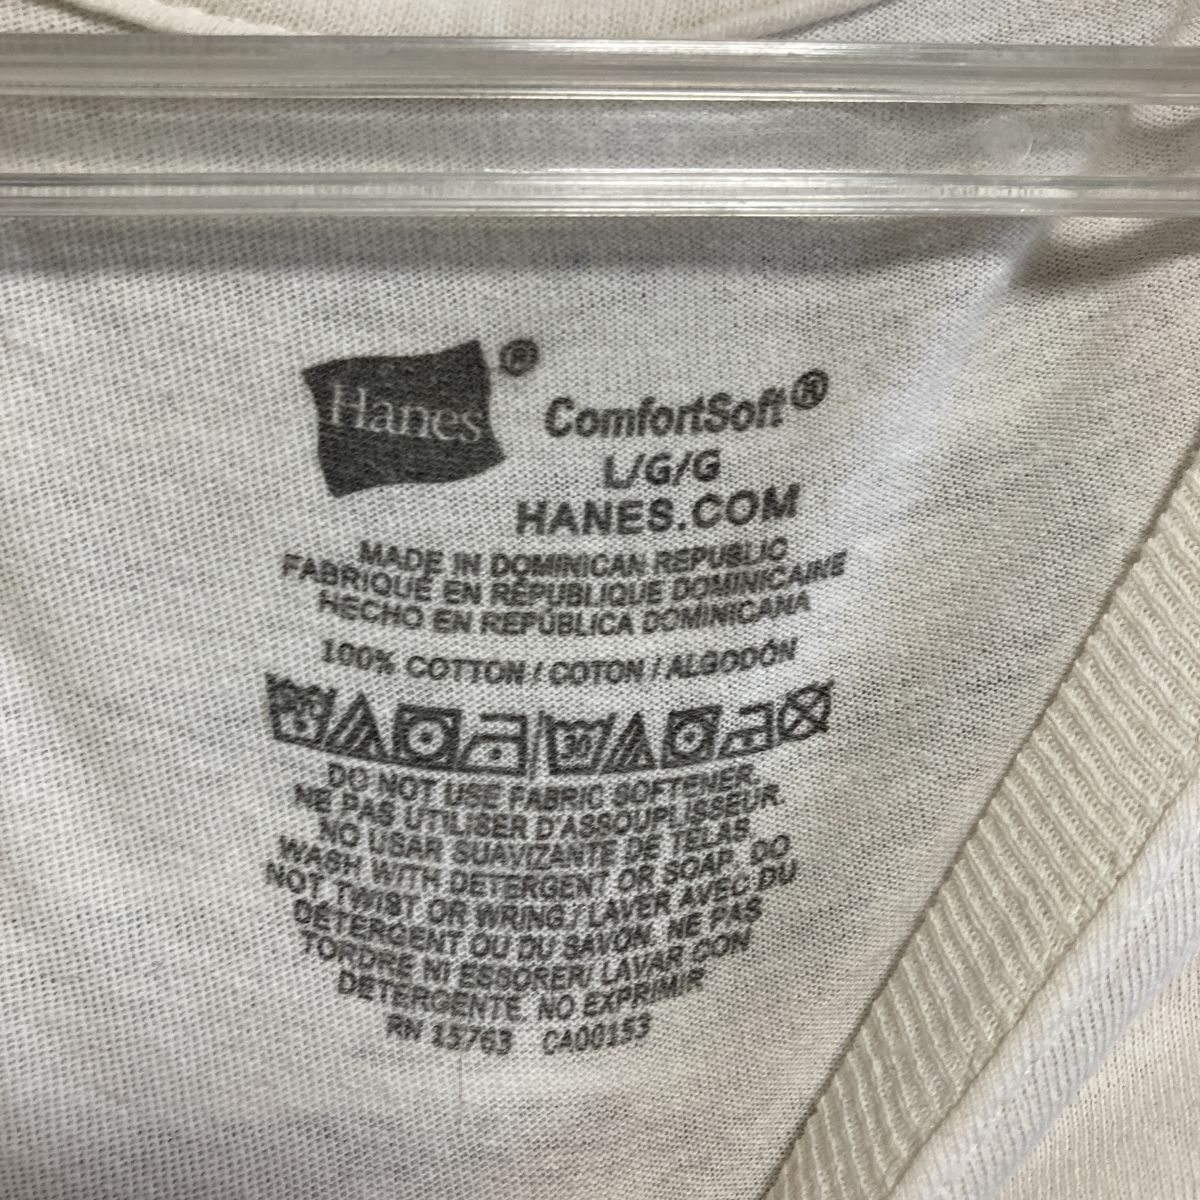 Hanes®
ComfortSoft®
L/G/G
HANES.COM
MADE IN DOMINICAN REPUBLIC
FABRIQUÉ EN RÉPUBLIQUE DOMINICAINE
HECHO EN REPÚBLICA DOMINICANA
100% COTTON / COTON / ALGODÓN
30
DO NOT USE FABRIC SOFTENER.
NE PAS UTILISER D'ASSOUPLISSEUR.
NO USAR SUAVIZANTE DE TELAS
WASH WITH DETERGENT OR SOAP. DO
NOT TWIST OR WRING / LAVER AVEC DU
DÉTERGENT OU DU SAVON. NE PAS
TORDRE NI ESSORER/ LAVAR CON
DETERGENTE. NO EXPRIMIR
RN 15763 CA00153